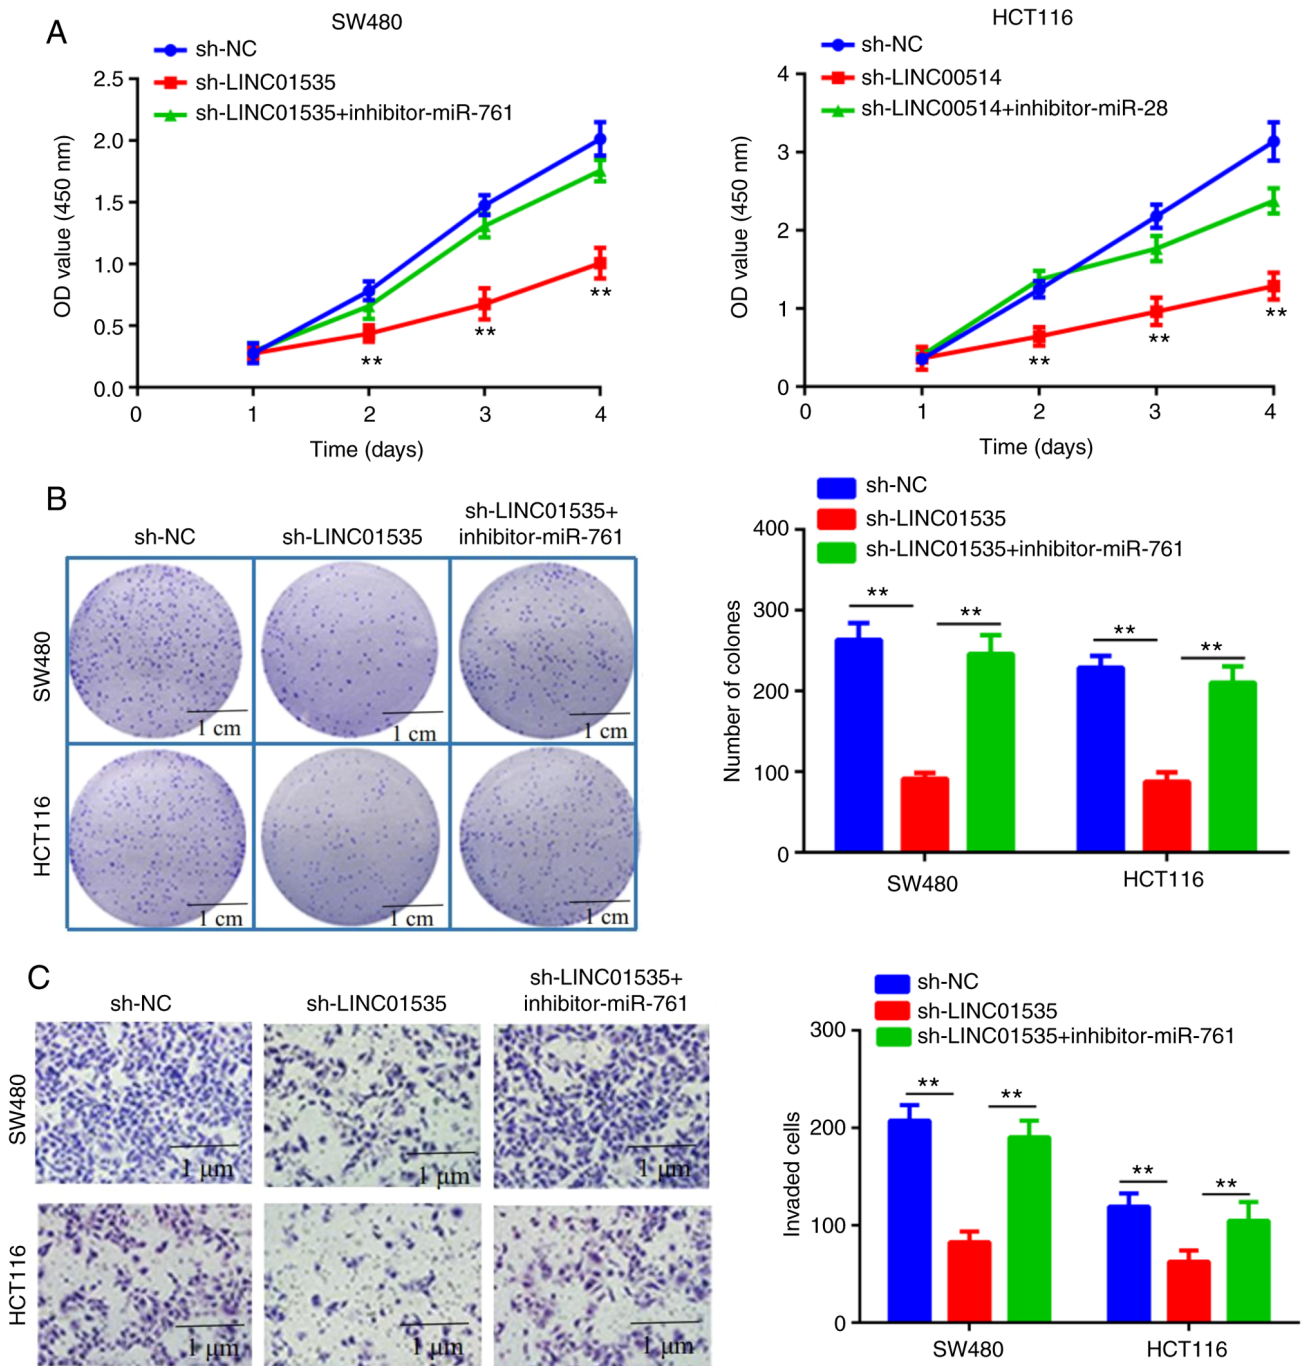 A
SW480
sh-NC
sh-LINC01535
sh-LINC01535+inhibitor-miR-761
2.5
2.0
1.5
1.0
0.5
0.0
OD value (450 nm)
**
**
**
0
1
2
3
4
Time (days)
HCT116
sh-NC
sh-LINC00514
sh-LINC00514+inhibitor-miR-28
4
3
2
1
0
OD value (450 nm)
**
**
**
0
1
2
3
4
Time (days)
B
sh-NC
sh-LINC01535
sh-LINC01535+
inhibitor-miR-761
SW480
1 cm
1 cm
1 cm
HCT116
1 cm
1 cm
1 cm
sh-NC
sh-LINC01535
sh-LINC01535+inhibitor-miR-761
400
300
200
100
0
Number of colones
**
**
**
**
SW480
HCT116
C
sh-NC
sh-LINC01535
sh-LINC01535+
inhibitor-miR-761
SW480
1 µm
1 µm
1 µm
HCT116
1 µm
1 µm
1 µm
sh-NC
sh-LINC01535
sh-LINC01535+inhibitor-miR-761
300
200
100
0
Invaded cells
**
**
**
**
SW480
HCT116